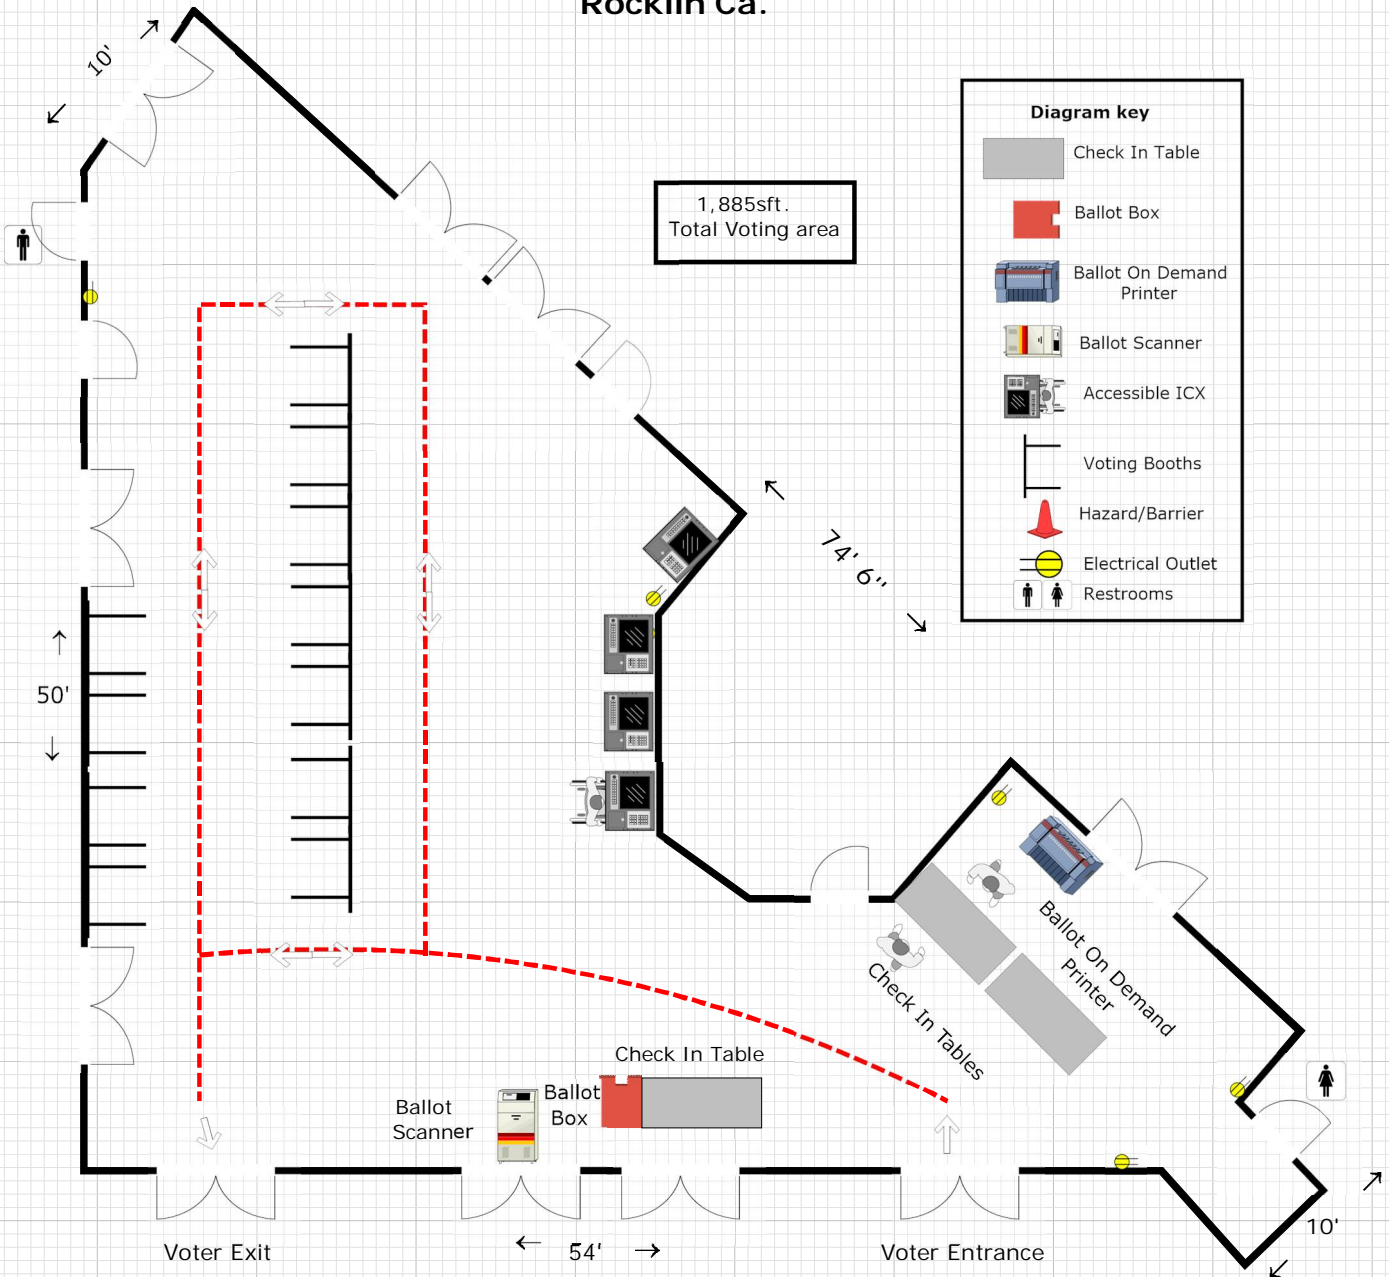 Rocklin Ca.
10'
Diagram key
Check In Table
Ballot Box
Ballot On Demand
Printer
Ballot Scanner
Accessible ICX
Voting Booths
Hazard/Barrier
Electrical Outlet
Restrooms
1,885sft.
Total Voting area
74' 6"
50'
Ballot On Demand
Printer
Check In Tables
Check In Table
Ballot
Box
Ballot
Scanner
Voter Exit
54'
Voter Entrance
10'